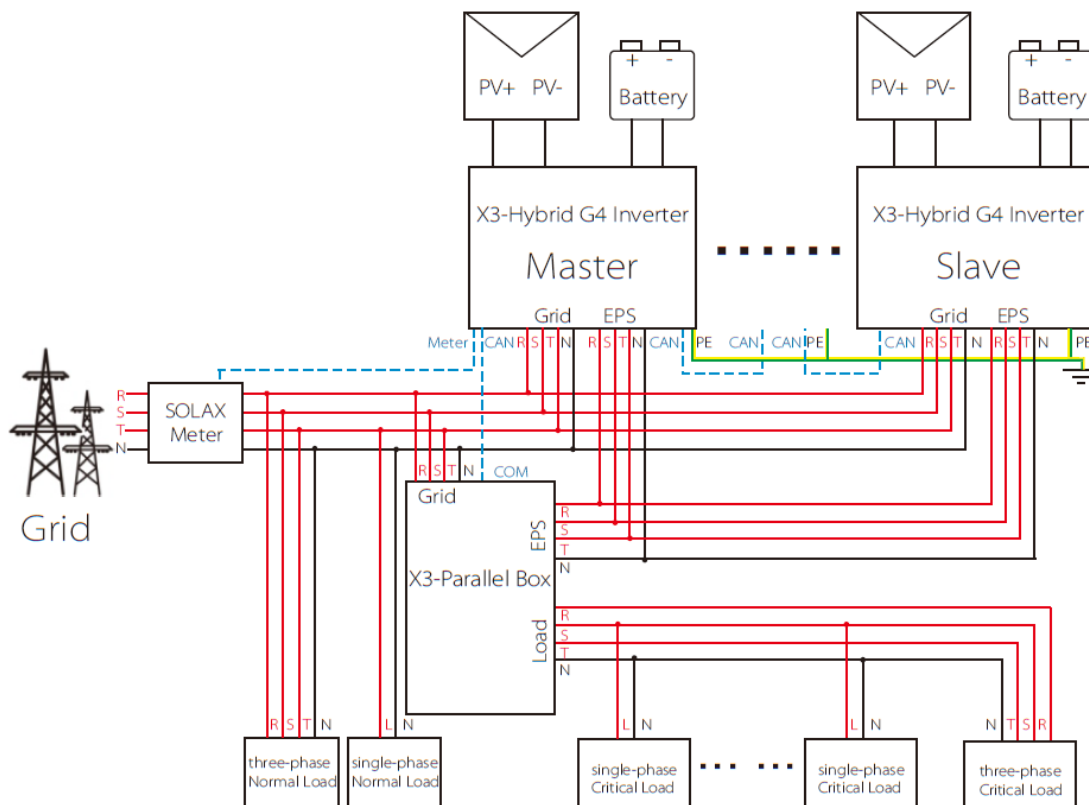 PV+ PV-
+ -
Battery
PV+ PV-
+ -
Battery
X3-Hybrid G4 Inverter
Master
Grid EPS
X3-Hybrid G4 Inverter
Slave
Grid EPS
Meter CAN R S T N R S T N CAN PE CAN CAN PE CAN R S T N R S T N PE
R
S
T
N
SOLAX
Meter
Grid
R S T N COM
Grid
X3-Parallel Box
EPS
R
S
T
N
Load
R
S
T
N
R S T N
three-phase
Normal Load
L N
single-phase
Normal Load
L N
single-phase
Critical Load
L N
single-phase
Critical Load
N T S R
three-phase
Critical Load